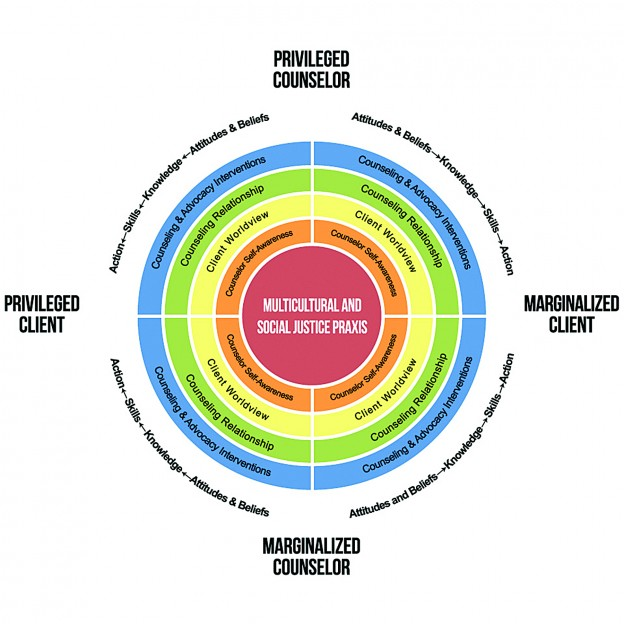 PRIVILEGED
COUNSELOR
Action←Skills←Knowledge←Attitudes & Beliefs
Attitudes & Beliefs→Knowledge→Skills→Action
Counseling & Advocacy Interventions
Counseling & Advocacy Interventions
Counseling Relationship
Counseling Relationship
Client Worldview
Client Worldview
Counselor Self-Awareness
Counselor Self-Awareness
PRIVILEGED
CLIENT
MULTICULTURAL AND
SOCIAL JUSTICE PRAXIS
MARGINALIZED
CLIENT
Counselor Self-Awareness
Counselor Self-Awareness
Client Worldview
Client Worldview
Counseling Relationship
Counseling Relationship
Counseling & Advocacy Interventions
Counseling & Advocacy Interventions
Action←Skills←Knowledge←Attitudes & Beliefs
Attitudes and Beliefs→Knowledge→Skills→Action
MARGINALIZED
COUNSELOR